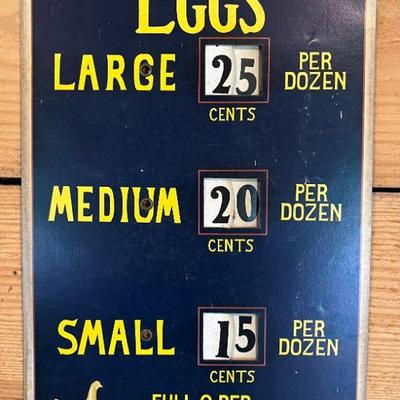 EGGS
LARGE 25 CENTS PER DOZEN
MEDIUM 20 CENTS PER DOZEN
SMALL 15 CENTS PER DOZEN